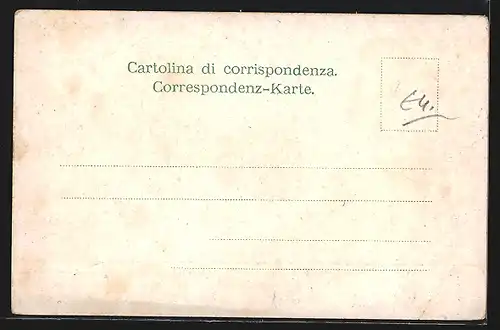 Cartolina di corrispondenza.
Correspondenz-Karte.